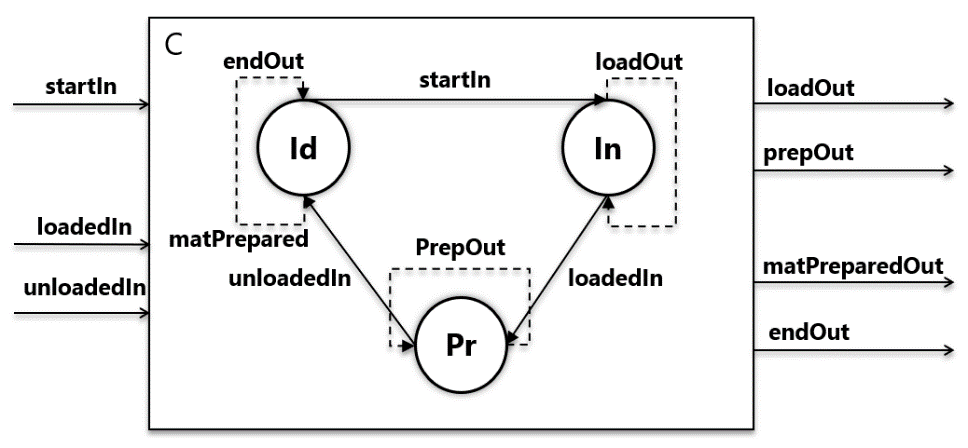 C
endOut
loadOut
startIn
startIn
loadOut
Id
In
prepOut
loadedIn
matPrepared
PrepOut
unloadedIn
loadedIn
matPreparedOut
unloadedIn
Pr
endOut